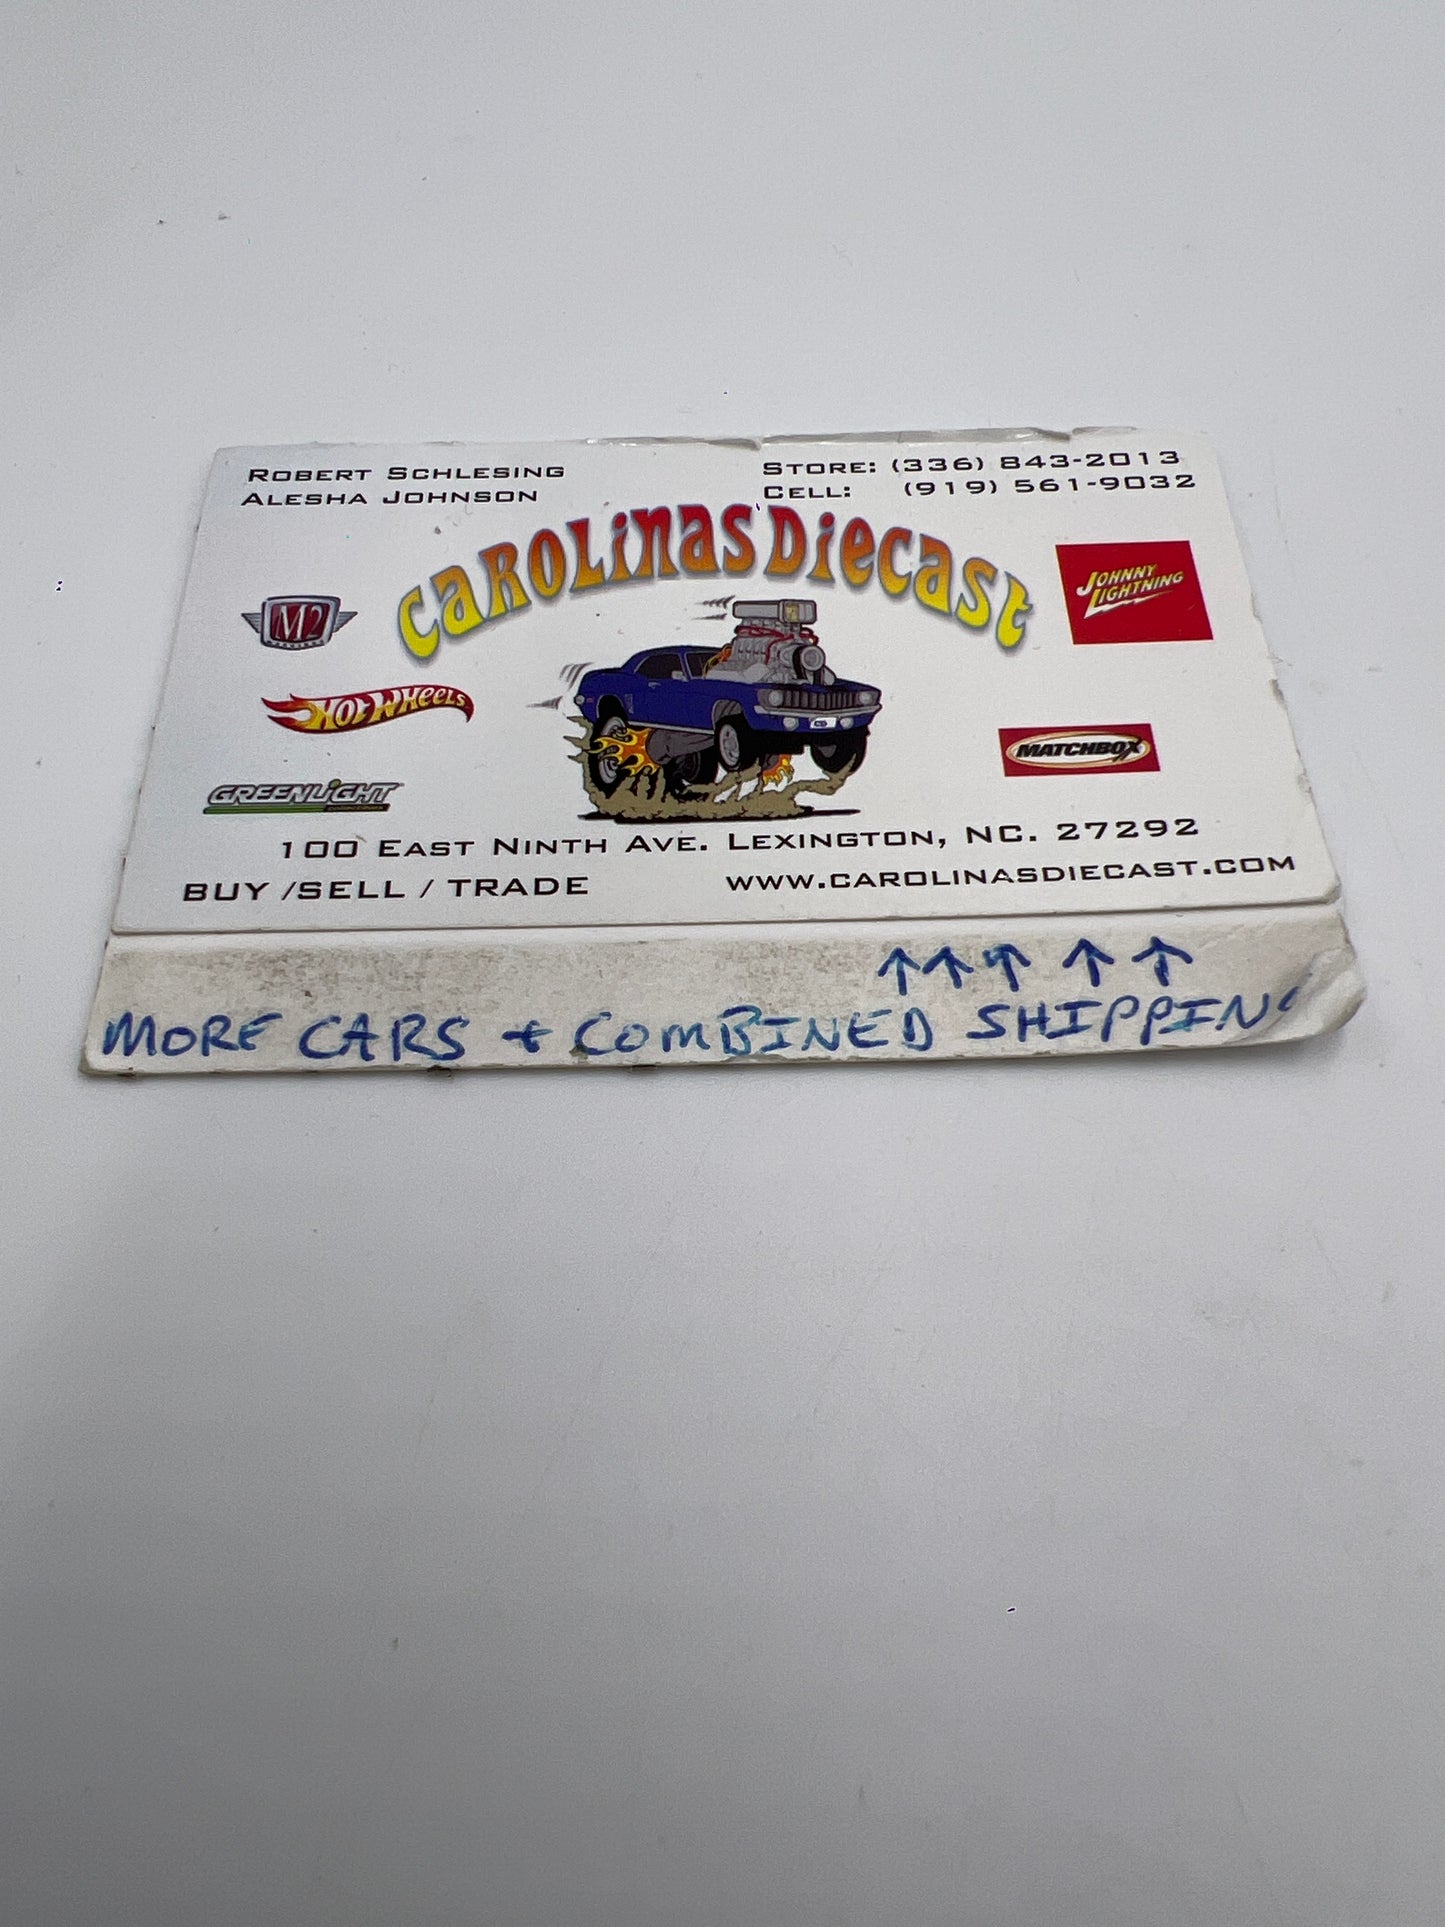 ROBERT SCHLESING
ALESHA JOHNSON
STORE: (336) 843-2013
CELL: (919) 561-9032
CAROLINAS DIECAST
M2
HOT WHEELS
GREENLIGHT
JOHNNY
LIGHTNING
MATCHBOX
100 EAST NINTH AVE. LEXINGTON, NC. 27292
BUY /SELL / TRADE
WWW.CAROLINASDIECAST.COM
↑↑↑↑↑
MORE CARS + COMBINED SHIPPING